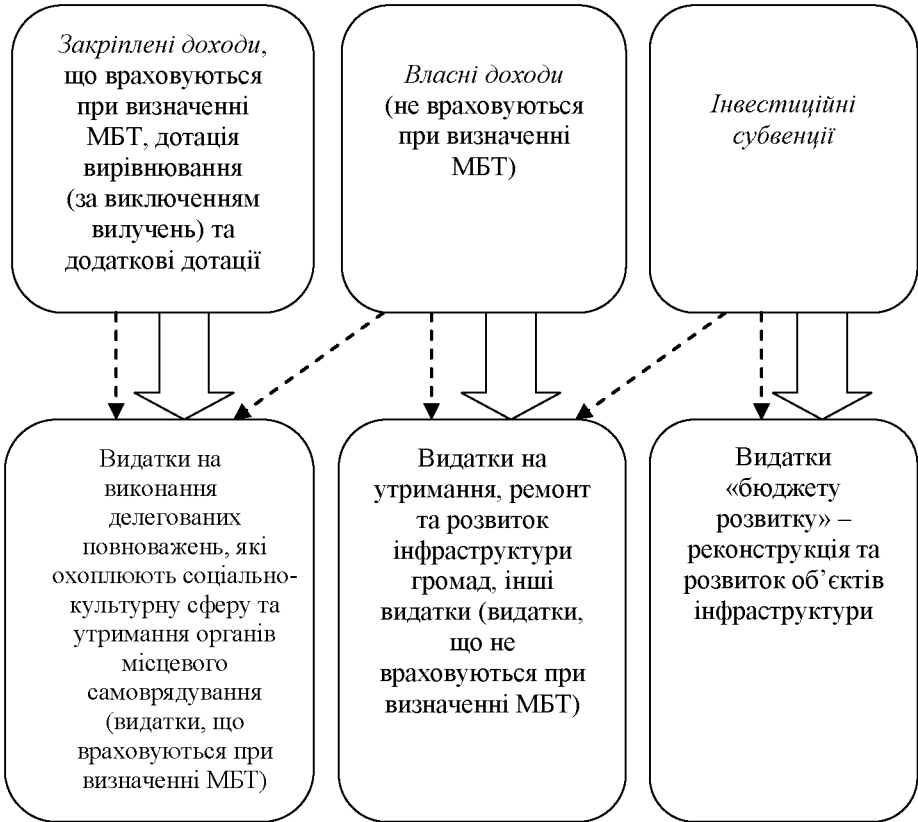 Закріплені доходи,
що враховуються
при визначенні
МБТ, дотація
вирівнювання
(за виключенням
вилучень) та
додаткові дотації
Власні доходи
(не враховуються
при визначенні
МБТ)
Інвестиційні
субвенції
Видатки на
виконання
делегованих
повноважень, які
охоплюють соціально-
культурну сферу та
утримання органів
місцевого
самоврядування
(видатки, що
враховуються при
визначенні МБТ)
Видатки на
утримання, ремонт
та розвиток
інфраструктури
громад, інші
видатки (видатки,
що не
враховуються при
визначенні МБТ)
Видатки
«бюджету
розвитку» –
реконструкція та
розвиток об’єктів
інфраструктури